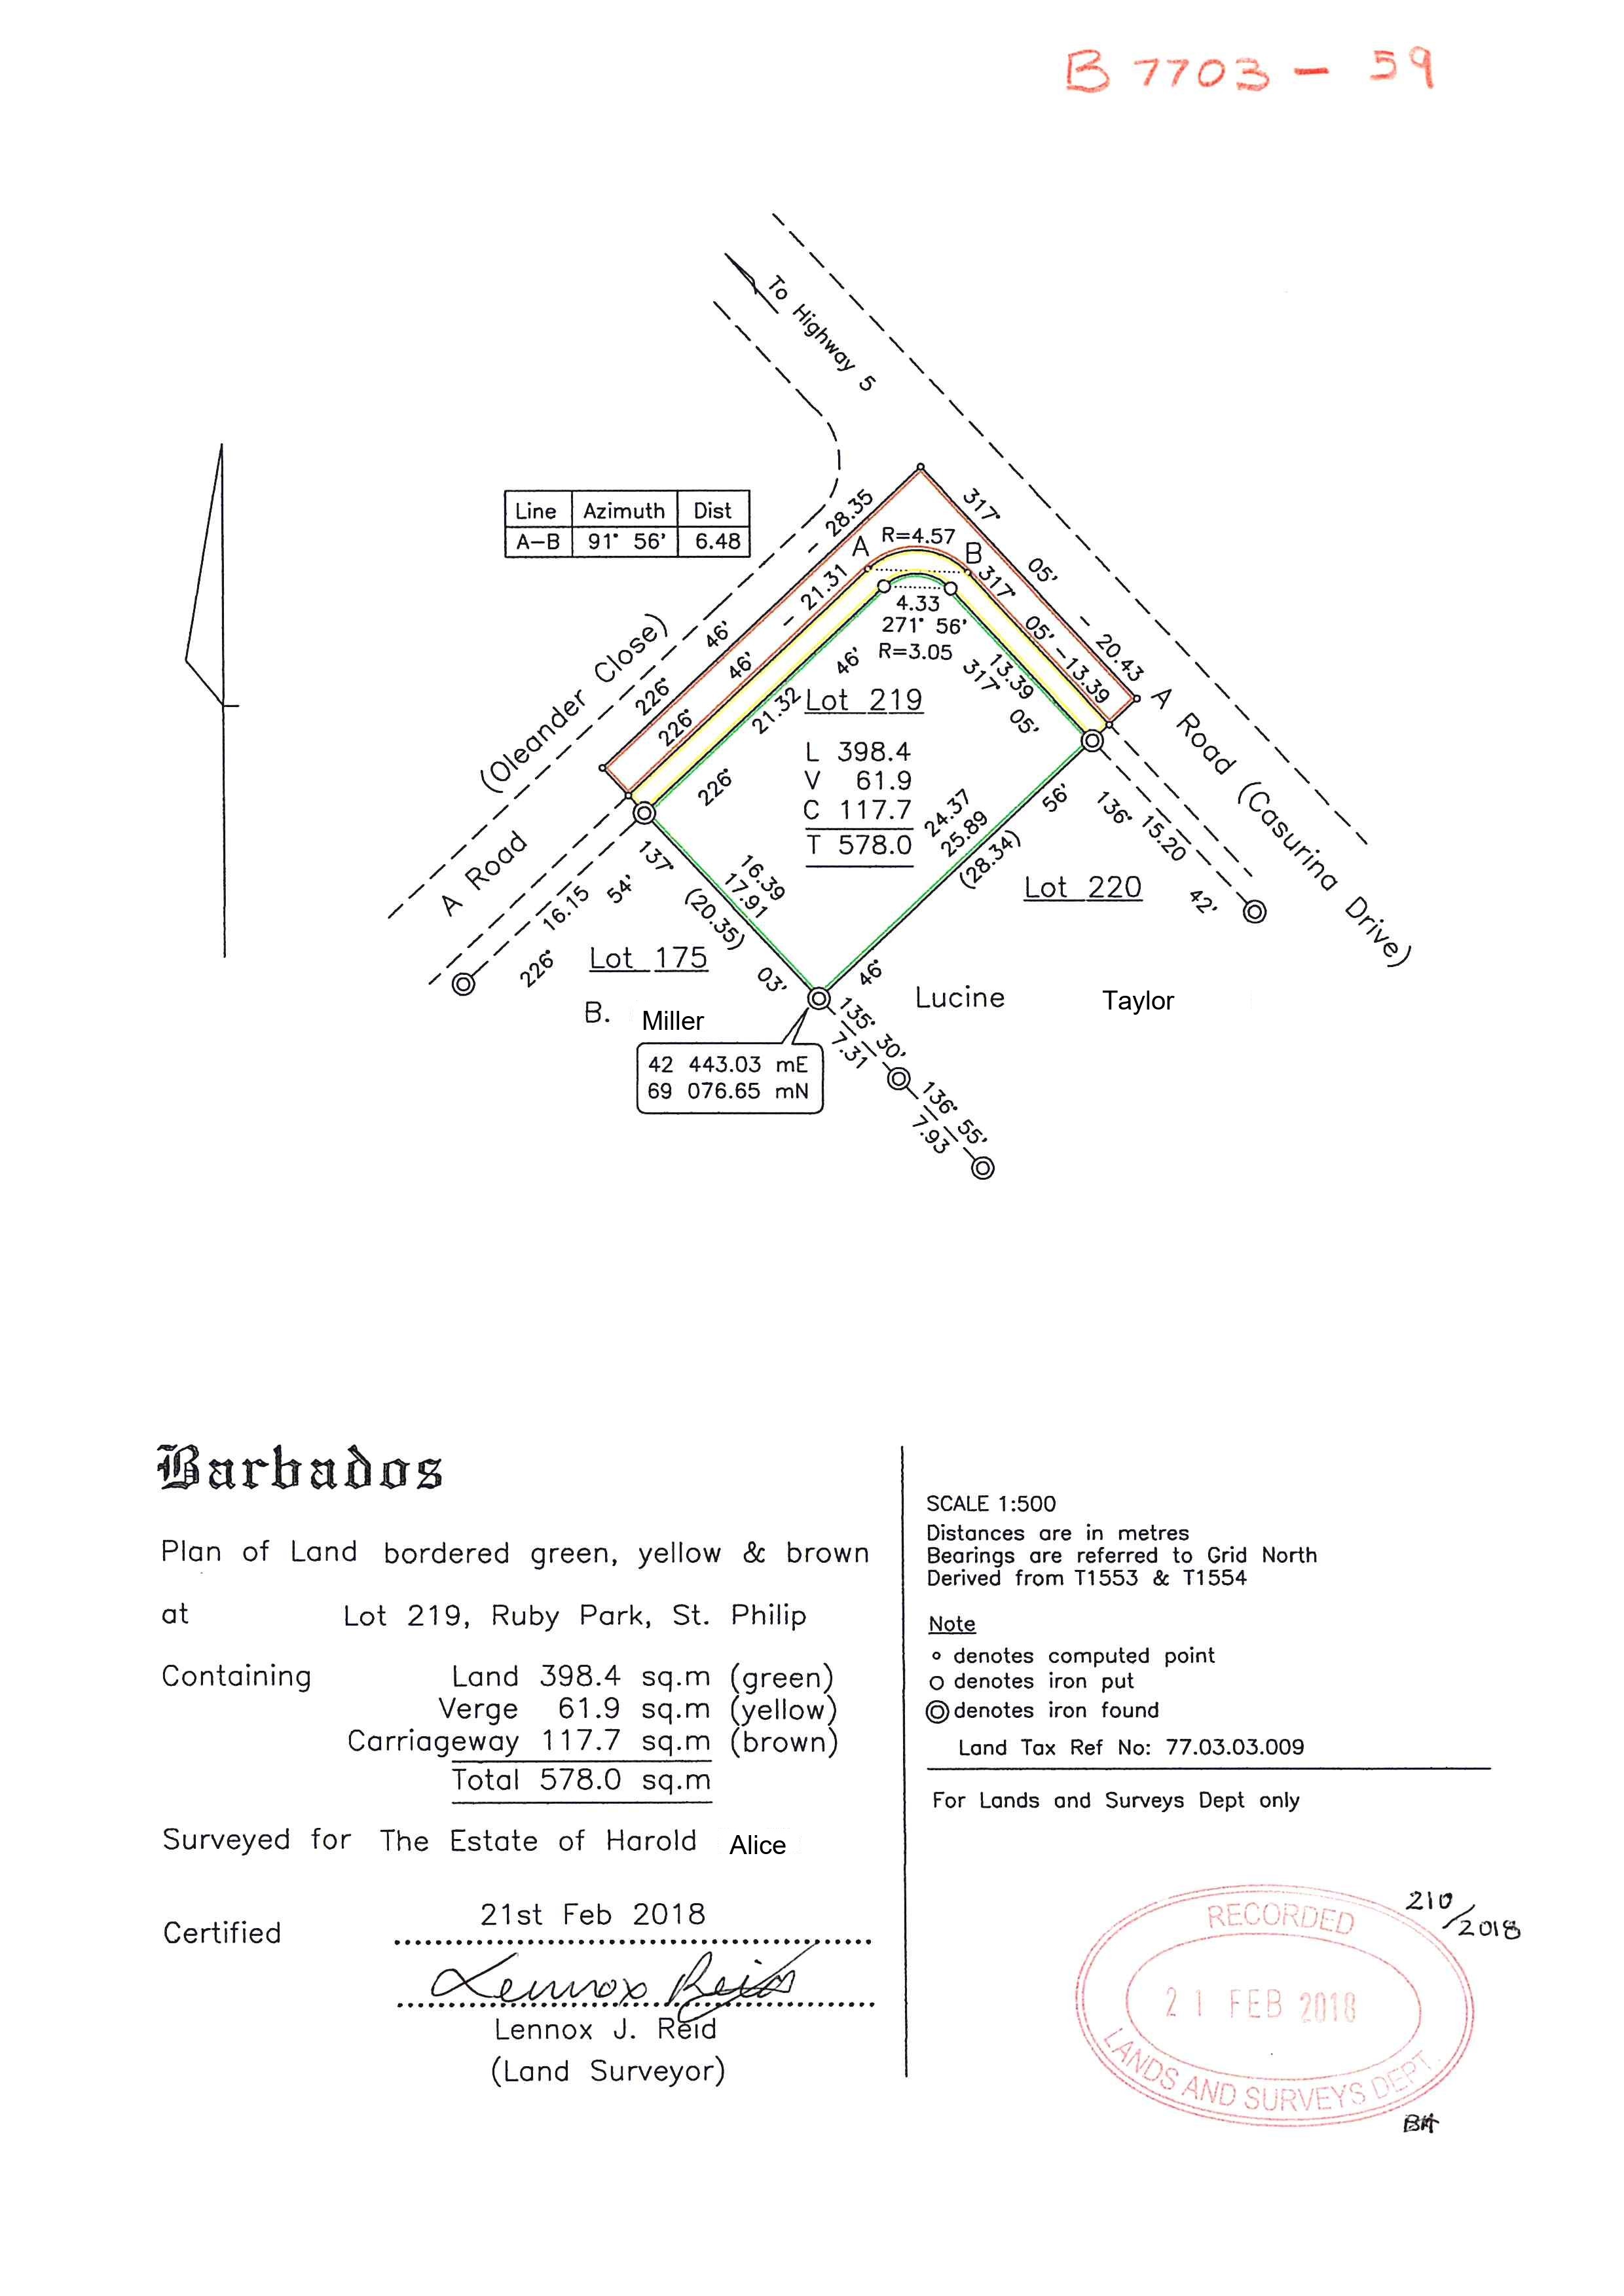 B 7703 - 59
To Highway 5
Line Azimuth Dist
A-B 91° 56' 6.48
226° 46' - 28.35
317° 05' - 20.43
A R=4.57 B
226° 46' - 21.31
317° 05' - 13.39
4.33
271° 56'
R=3.05
226° 21.32 46'
13.39
317° 05'
(Oleander Close)
A Road
A Road (Casurina Drive)
Lot 219
L 398.4
V 61.9
C 117.7
T 578.0
137° 03'
16.39
17.91
(20.35)
24.37
25.89
(28.34)
46° 56'
136° 15.20 42'
226° 16.15 54'
Lot 220
Lot 175
B. Miller
Lucine Taylor
42 443.03 mE
69 076.65 mN
135° 30'
7.31
136° 55'
7.93
Barbados
Plan of Land bordered green, yellow & brown
at Lot 219, Ruby Park, St. Philip
Containing Land 398.4 sq.m (green)
Verge 61.9 sq.m (yellow)
Carriageway 117.7 sq.m (brown)
Total 578.0 sq.m
Surveyed for The Estate of Harold Alice
Certified 21st Feb 2018
Lennox Reid
Lennox J. Reid
(Land Surveyor)
SCALE 1:500
Distances are in metres
Bearings are referred to Grid North
Derived from T1553 & T1554
Note
denotes computed point
denotes iron put
denotes iron found
Land Tax Ref No: 77.03.03.009
For Lands and Surveys Dept only
210/2018
RECORDED
21 FEB 2018
LANDS AND SURVEYS DEPT.
BA